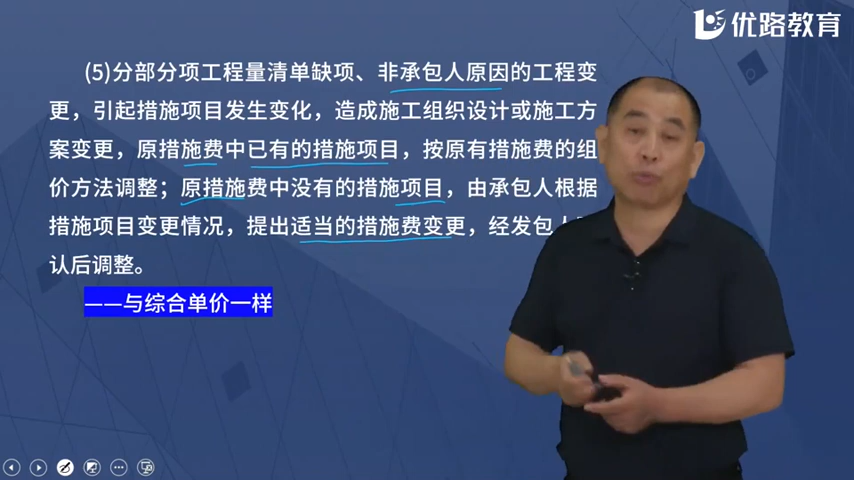 优路教育
(5)分部分项工程量清单缺项、非承包人原因的工程变
更，引起措施项目发生变化，造成施工组织设计或施工方
案变更，原措施费中已有的措施项目，按原有措施费的组
价方法调整；原措施费中没有的措施项目，由承包人根据
措施项目变更情况，提出适当的措施费变更，经发包人
认后调整。
——与综合单价一样